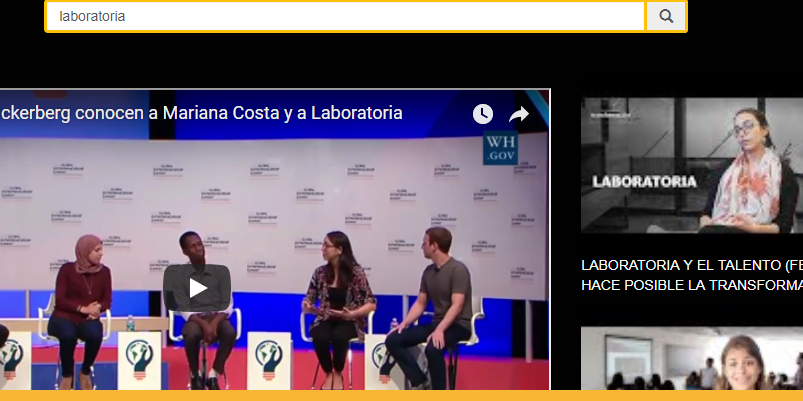 laboratoria
ckerberg conocen a Mariana Costa y a Laboratoria
WH
.GOV
LABORATORIA
LABORATORIA Y EL TALENTO (FE
HACE POSIBLE LA TRANSFORMA